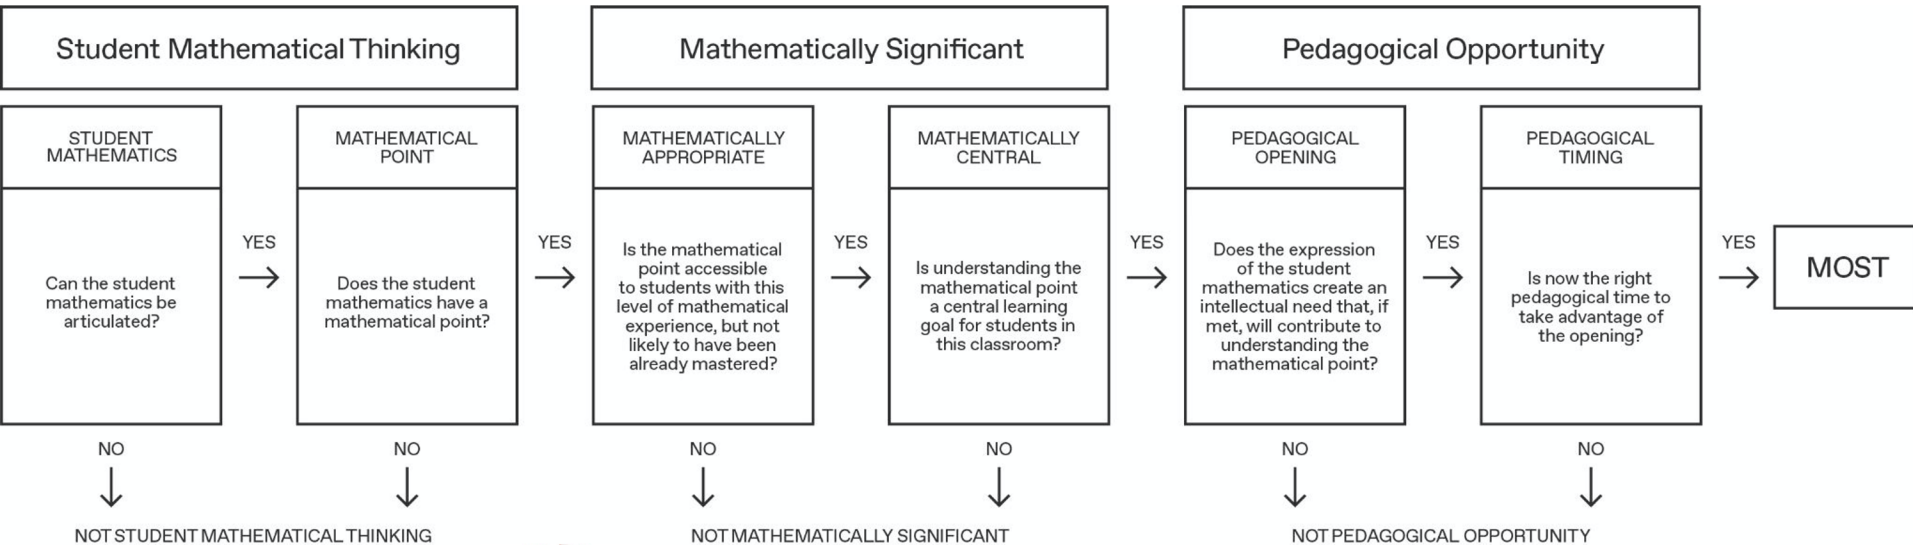 Student Mathematical Thinking
Mathematically Significant
Pedagogical Opportunity
STUDENT
MATHEMATICS
Can the student
mathematics be
articulated?
YES
NO
MATHEMATICAL
POINT
Does the student
mathematics have a
mathematical point?
YES
NO
NOT STUDENT MATHEMATICAL THINKING
MATHEMATICALLY
APPROPRIATE
Is the mathematical
point accessible
to students with this
level of mathematical
experience, but not
likely to have been
already mastered?
YES
NO
MATHEMATICALLY
CENTRAL
Is understanding the
mathematical point
a central learning
goal for students in
this classroom?
YES
NO
NOT MATHEMATICALLY SIGNIFICANT
PEDAGOGICAL
OPENING
Does the expression
of the student
mathematics create an
intellectual need that, if
met, will contribute to
understanding the
mathematical point?
YES
NO
PEDAGOGICAL
TIMING
Is now the right
pedagogical time to
take advantage of
the opening?
YES
NO
NOT PEDAGOGICAL OPPORTUNITY
MOST